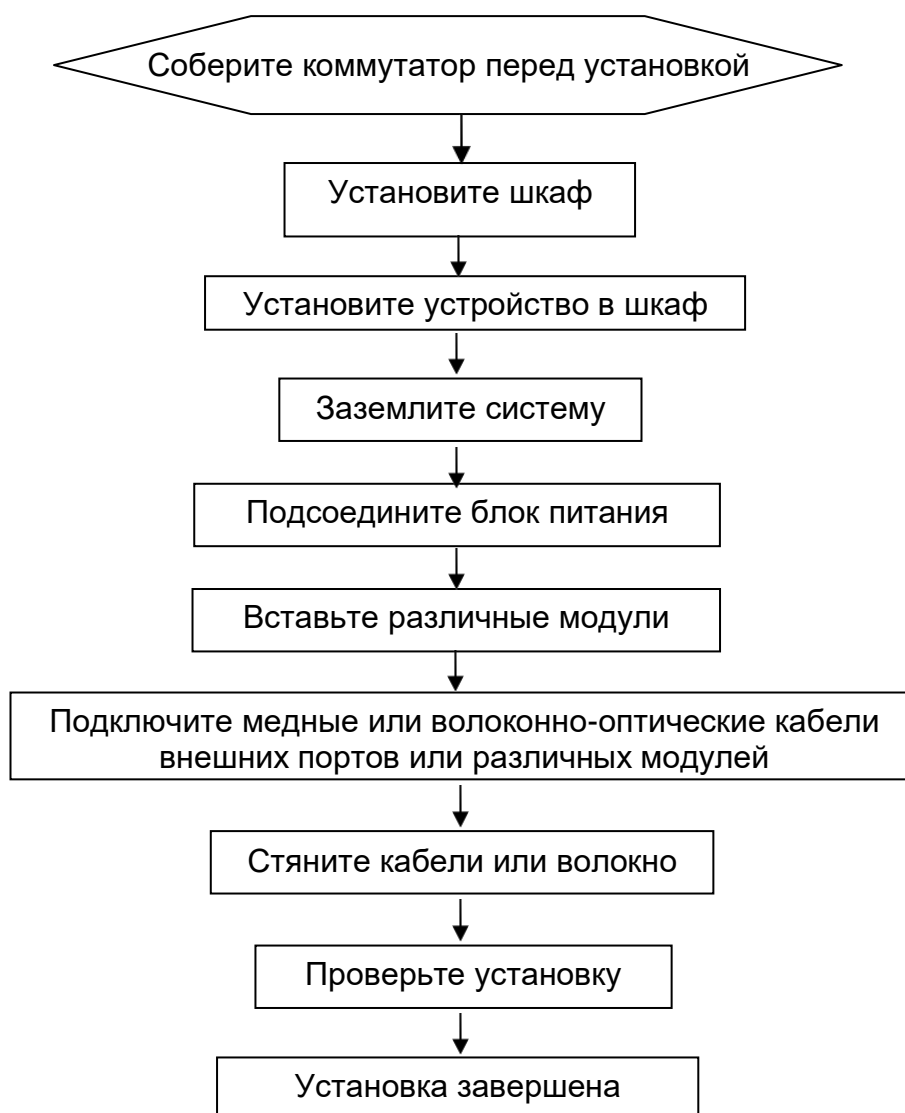 Соберите коммутатор перед установкой
Установите шкаф
Установите устройство в шкаф
Заземлите систему
Подсоедините блок питания
Вставьте различные модули
Подключите медные или волоконно-оптические кабели
внешних портов или различных модулей
Стяните кабели или волокно
Проверьте установку
Установка завершена